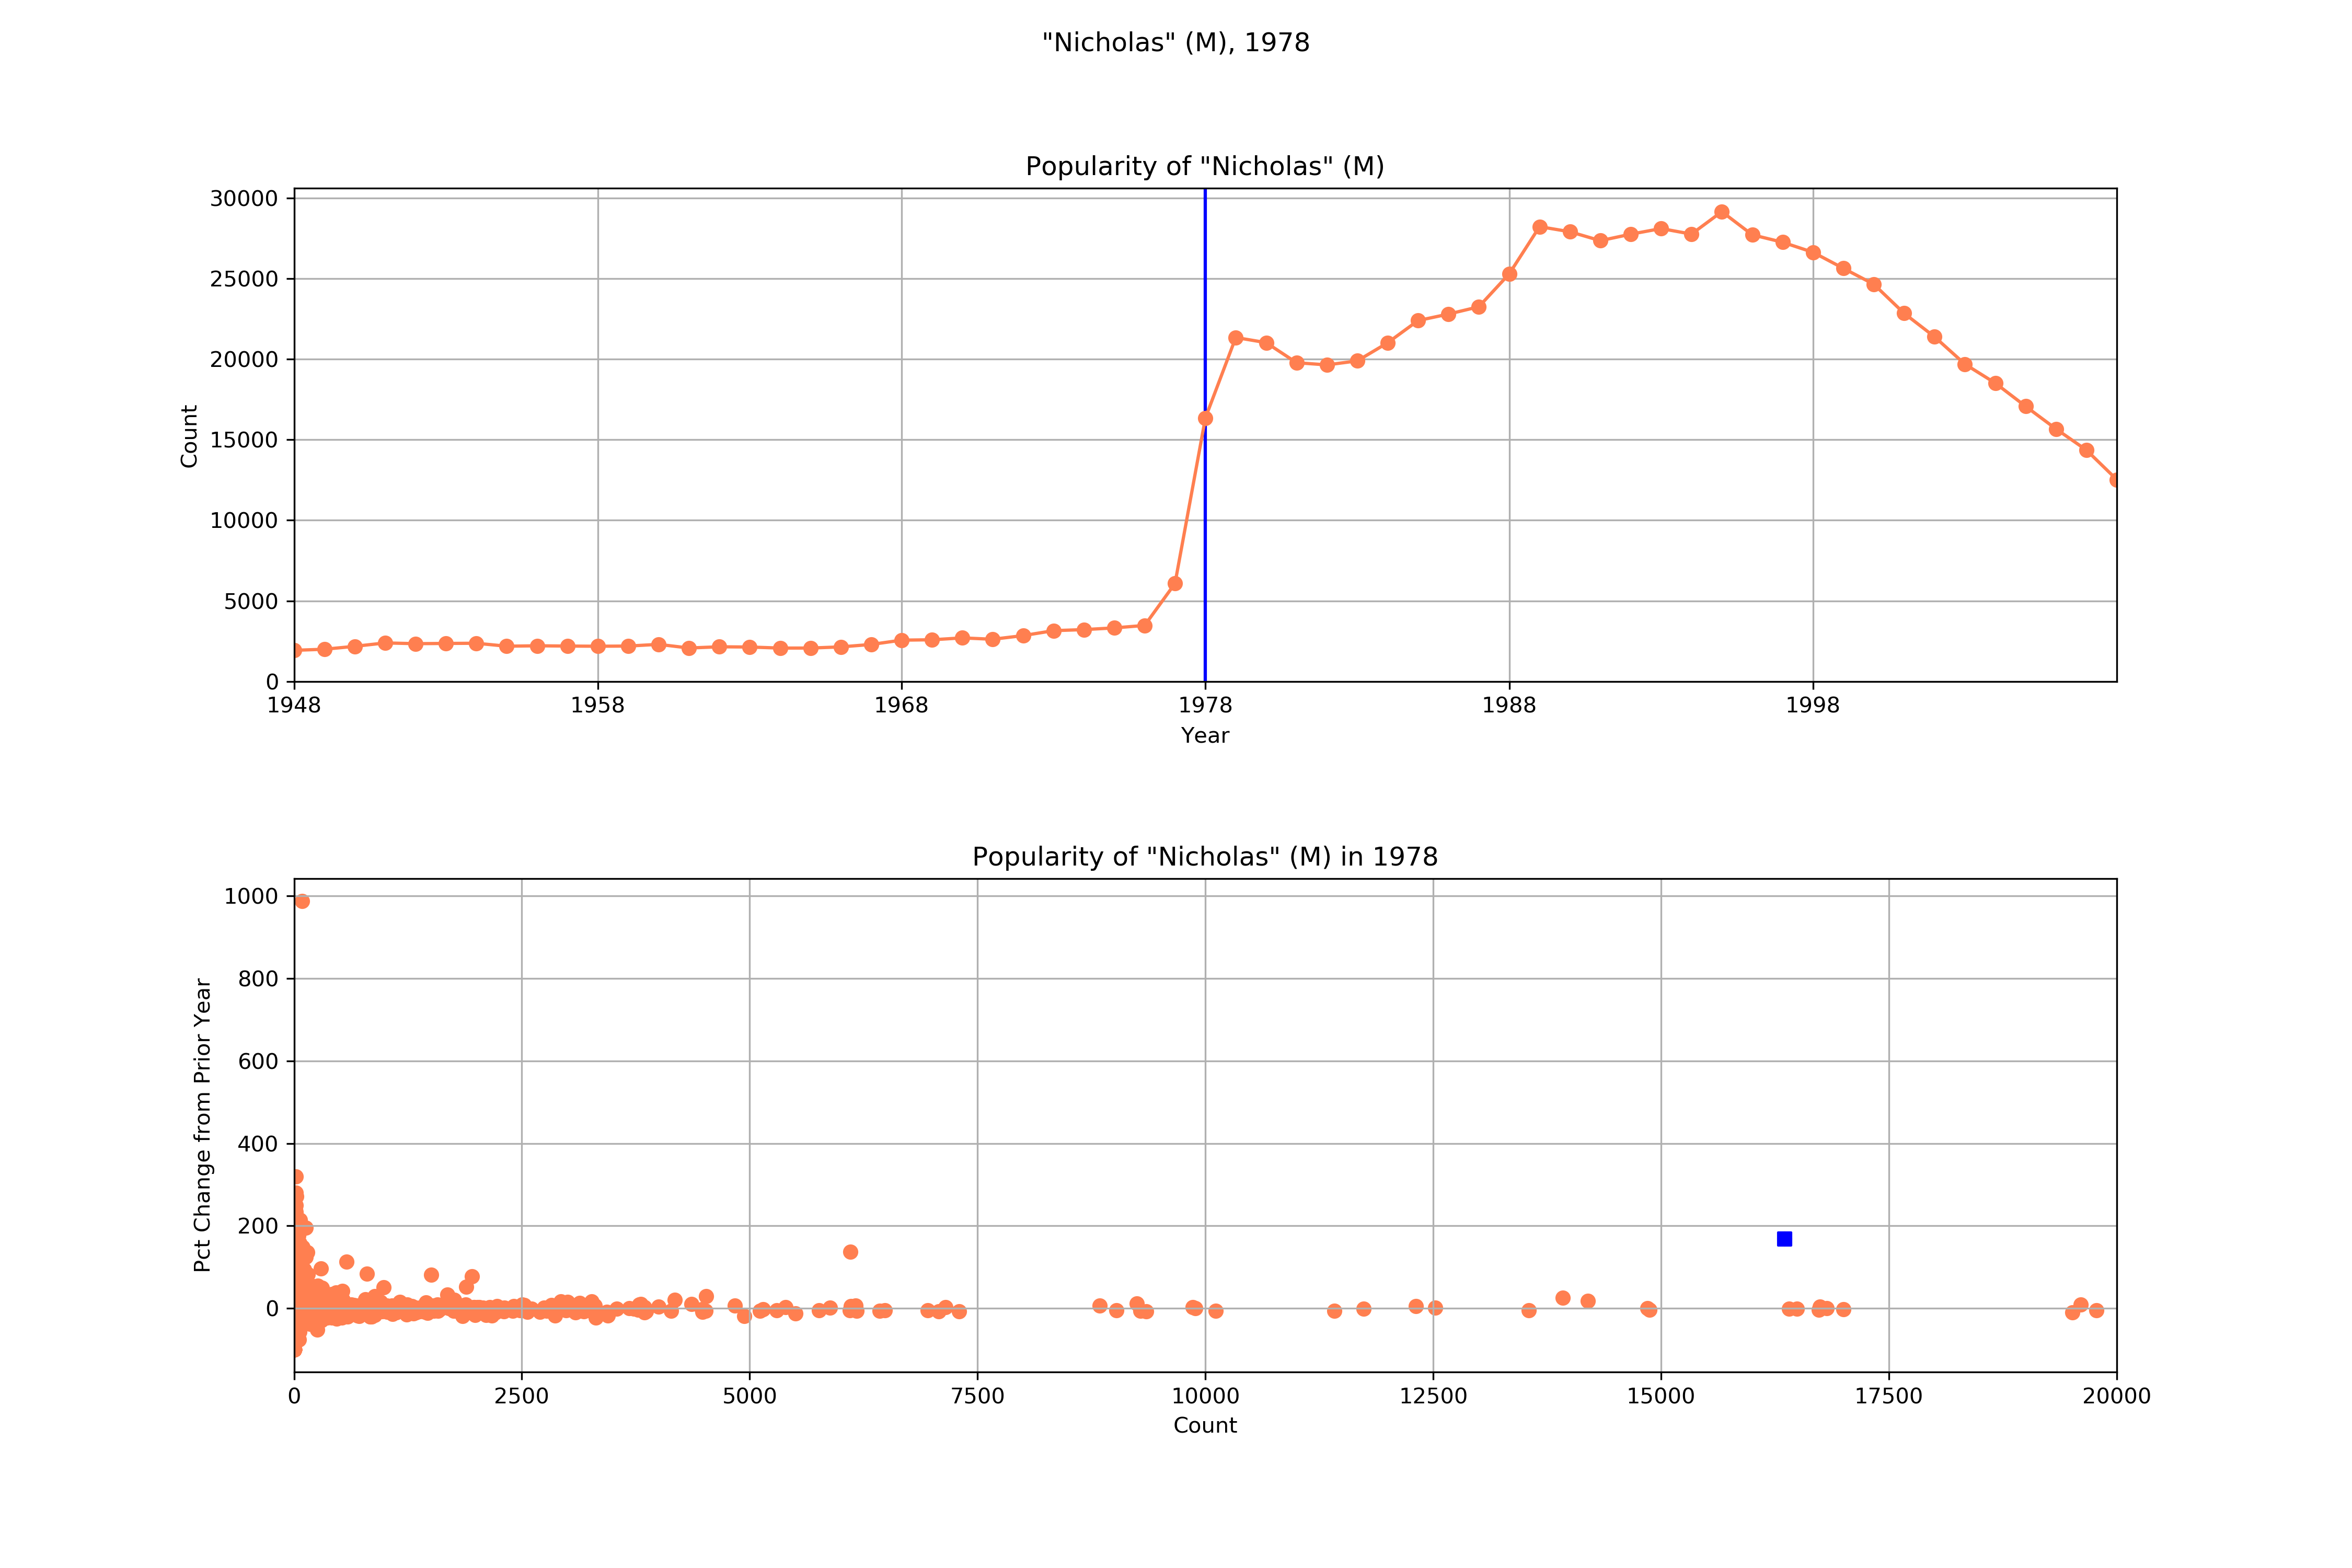 "Nicholas" (M), 1978
Popularity of "Nicholas" (M)
30000
25000
20000
15000
10000
5000
0
Count
1948 1958 1968 1978 1988 1998
Year
Popularity of "Nicholas" (M) in 1978
1000
800
600
400
200
0
Pct Change from Prior Year
0 2500 5000 7500 10000 12500 15000 17500 20000
Count